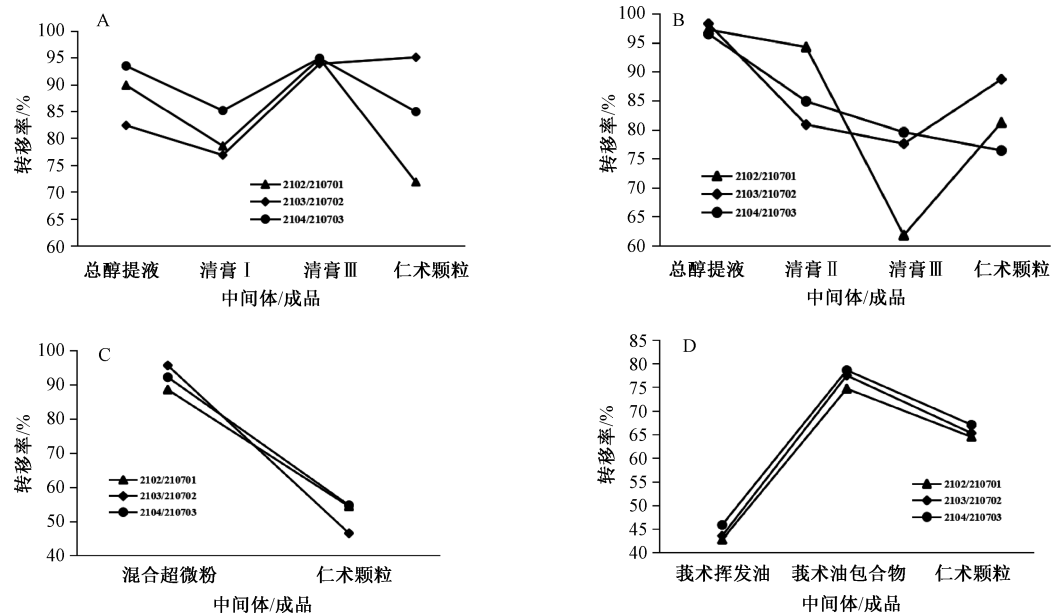 A
转移率/%
100
95
90
85
80
75
70
65
60
2102/210701
2103/210702
2104/210703
总醇提液 清膏Ⅰ 清膏Ⅲ 仁术颗粒
中间体/成品
B
转移率/%
100
95
90
85
80
75
70
65
60
2102/210701
2103/210702
2104/210703
总醇提液 清膏Ⅱ 清膏Ⅲ 仁术颗粒
中间体/成品
C
转移率/%
100
90
80
70
60
50
40
2102/210701
2103/210702
2104/210703
混合超微粉 仁术颗粒
中间体/成品
D
转移率/%
85
80
75
70
65
60
55
50
45
40
2102/210701
2103/210702
2104/210703
莪术挥发油 莪术油包合物 仁术颗粒
中间体/成品